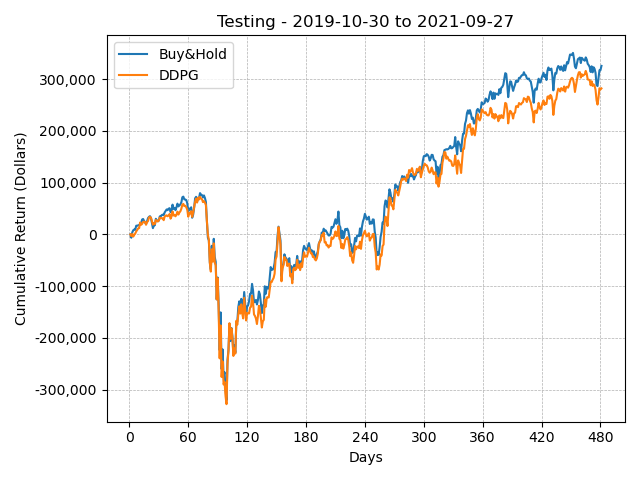 Testing - 2019-10-30 to 2021-09-27
Buy&Hold
DDPG
Cumulative Return (Dollars)
300,000
200,000
100,000
0
-100,000
-200,000
-300,000
0 60 120 180 240 300 360 420 480
Days